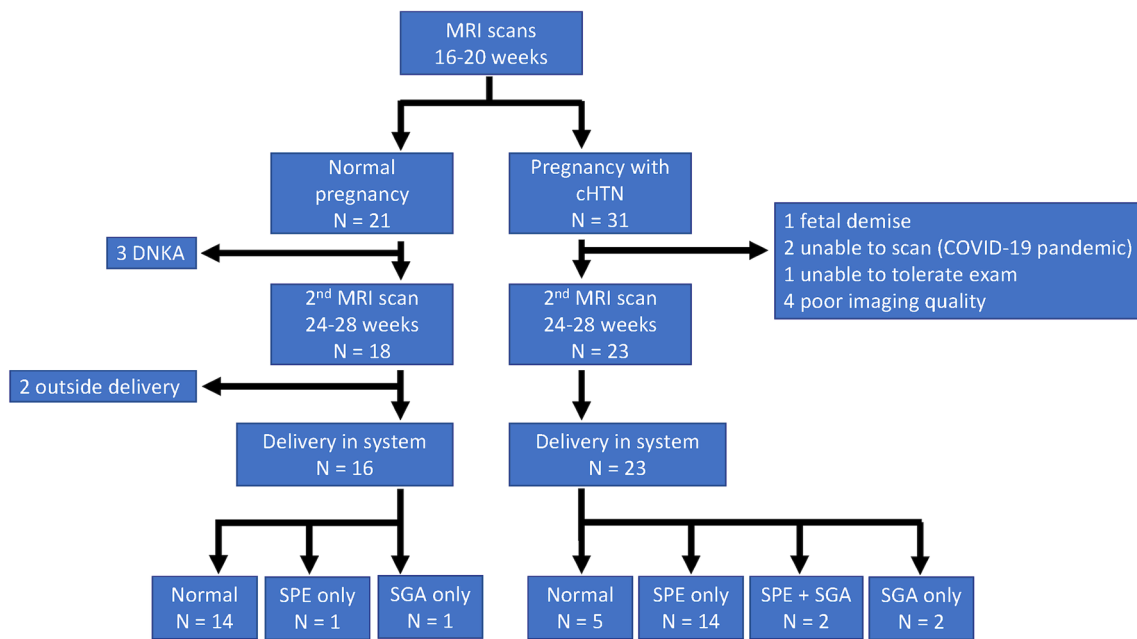 MRI scans
16-20 weeks
Normal
pregnancy
N = 21
Pregnancy with
cHTN
N = 31
3 DNKA
1 fetal demise
2 unable to scan (COVID-19 pandemic)
1 unable to tolerate exam
4 poor imaging quality
2nd MRI scan
24-28 weeks
N = 18
2nd MRI scan
24-28 weeks
N = 23
2 outside delivery
Delivery in system
N = 16
Delivery in system
N = 23
Normal
N = 14
SPE only
N = 1
SGA only
N = 1
Normal
N = 5
SPE only
N = 14
SPE + SGA
N = 2
SGA only
N = 2